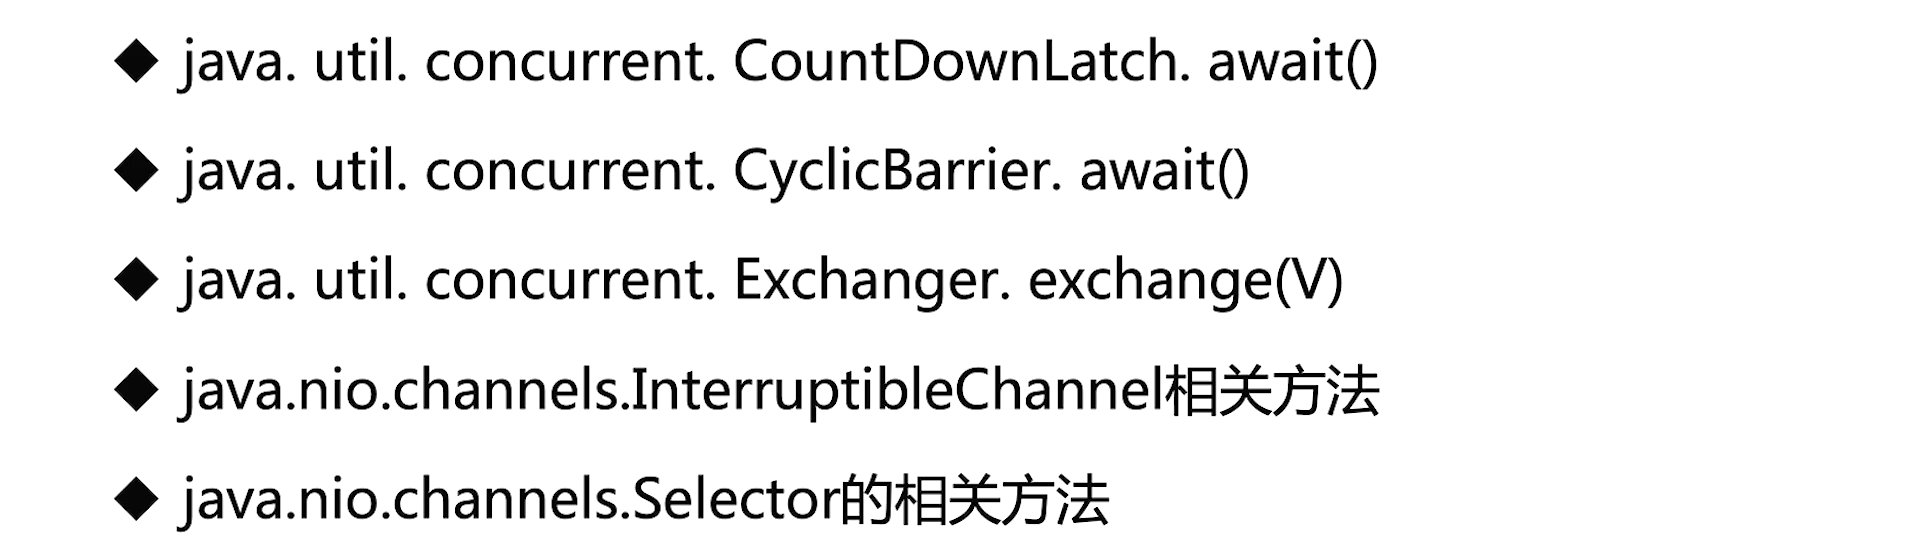 ◆ java. util. concurrent. CountDownLatch. await()
◆ java. util. concurrent. CyclicBarrier. await()
◆ java. util. concurrent. Exchanger. exchange(V)
◆ java.nio.channels.InterruptibleChannel相关方法
◆ java.nio.channels.Selector的相关方法